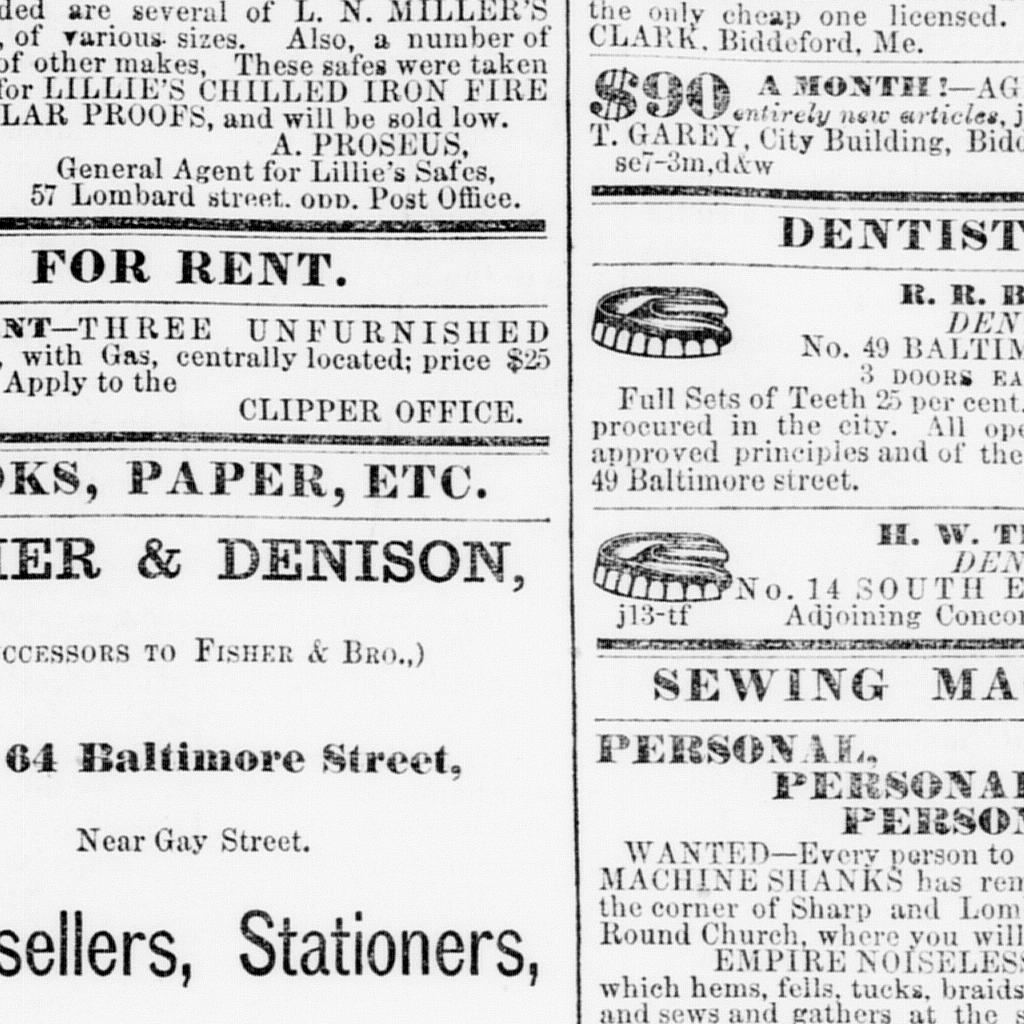 ded are several of L. N. MILLER'S
, of various sizes. Also, a number of
of other makes, These safes were taken
for LILLIE'S CHILLED IRON FIRE
LAR PROOFS, and will be sold low.
A. PROSEUS,
General Agent for Lillie's Safes,
57 Lombard street, opp. Post Office.
FOR RENT.
NT—THREE UNFURNISHED
, with Gas, centrally located; price $25
Apply to the
CLIPPER OFFICE.
OKS, PAPER, ETC.
HER & DENISON,
CCESSORS TO FISHER & BRO.,)
64 Baltimore Street,
Near Gay Street.
sellers, Stationers,
the only cheap one licensed.
CLARK, Biddeford, Me.
$90 A MONTH!—AG
entirely new articles, j
T. GAREY, City Building, Bidd
se7-3m,d&w
DENTIST
R. R. B
DEN
No. 49 BALTIM
3 DOORS EA
Full Sets of Teeth 25 per cent.
procured in the city. All ope
approved principles and of the
49 Baltimore street.
H. W. T
DEN
No. 14 SOUTH E
j13-tf Adjoining Conco
SEWING MA
PERSONAL,
PERSONAL
PERSON
WANTED—Every person to
MACHINE SHANKS has rem
the corner of Sharp and Lom
Round Church, where you will
EMPIRE NOISELESS
which hems, fells, tucks, braids
and sews and gathers at the s